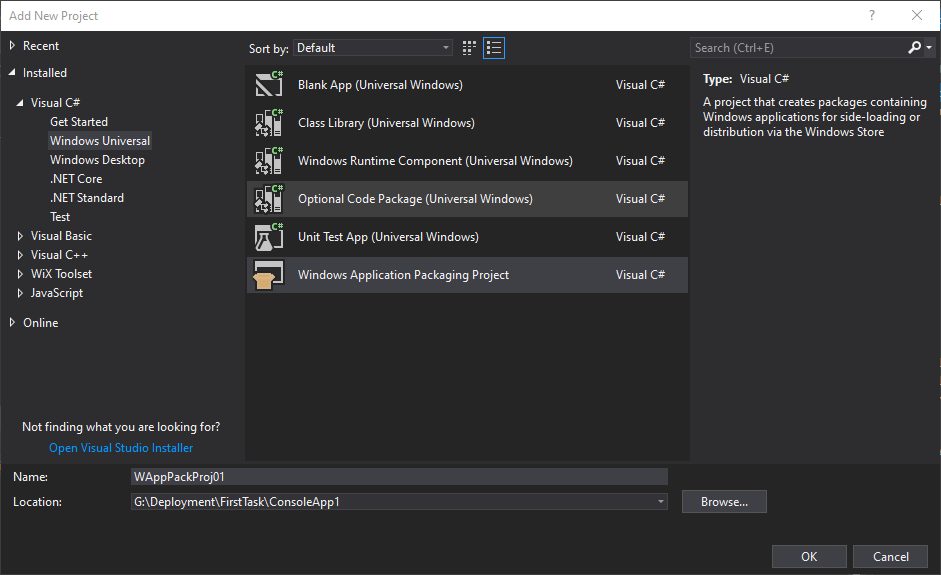 Add New Project
?
Recent
Installed
Visual C#
Get Started
Windows Universal
Windows Desktop
.NET Core
.NET Standard
Test
Visual Basic
Visual C++
WiX Toolset
JavaScript
Online
Not finding what you are looking for?
Open Visual Studio Installer
Sort by: Default
C# Blank App (Universal Windows) Visual C#
C# Class Library (Universal Windows) Visual C#
C# Windows Runtime Component (Universal Windows) Visual C#
C# Optional Code Package (Universal Windows) Visual C#
C# Unit Test App (Universal Windows) Visual C#
Windows Application Packaging Project Visual C#
Search (Ctrl+E)
Type: Visual C#
A project that creates packages containing
Windows applications for side-loading or
distribution via the Windows Store
Name: WAppPackProj01
Location: G:\Deployment\FirstTask\ConsoleApp1
Browse...
OK Cancel